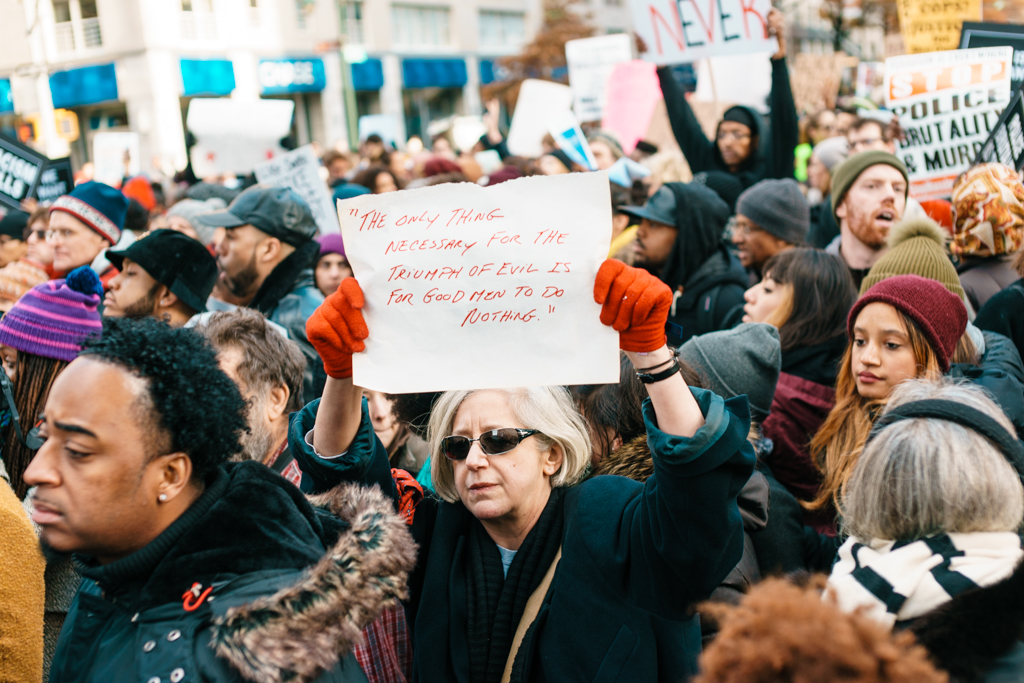 NEVER
STOP
POLICE
BRUTALITY
& MURD
CHASE
"THE ONLY THING
NECESSARY FOR THE
TRIUMPH OF EVIL IS
FOR GOOD MEN TO DO
NOTHING."